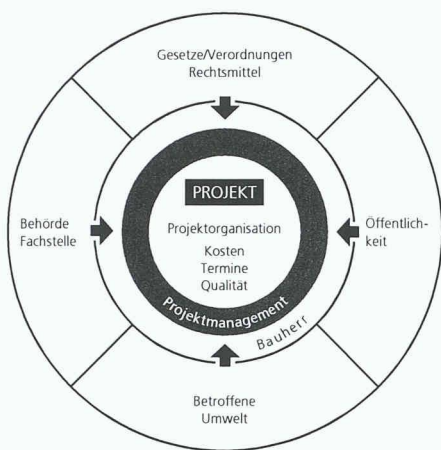 Gesetze/Verordnungen
Rechtsmittel
PROJEKT
Projektorganisation
Kosten
Termine
Qualität
Projektmanagement
Bauherr
Behörde
Fachstelle
Öffentlich-
keit
Betroffene
Umwelt